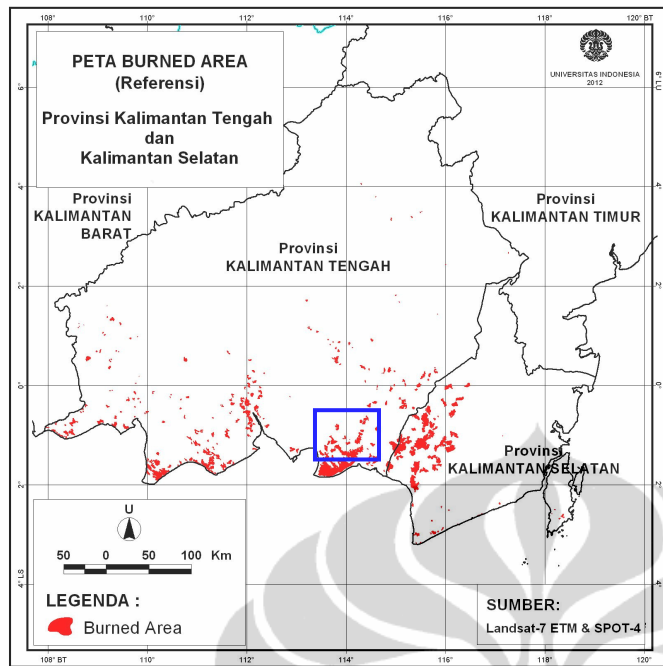 108° BT
110°
112°
114°
116°
118°
120° BT
PETA BURNED AREA
(Referensi)
Provinsi Kalimantan Tengah
dan
Kalimantan Selatan
UNIVERSITAS INDONESIA
2012
6°
6° LU
4°
4°
Provinsi
KALIMANTAN
BARAT
Provinsi
KALIMANTAN TIMUR
Provinsi
KALIMANTAN TENGAH
2°
2°
0°
0°
Provinsi
KALIMANTAN SELATAN
2°
U
50 0 50 100 Km
4° LS
4°
LEGENDA :
Burned Area
SUMBER:
Landsat-7 ETM & SPOT-4
108° BT
110°
112°
114°
116°
118°
120°